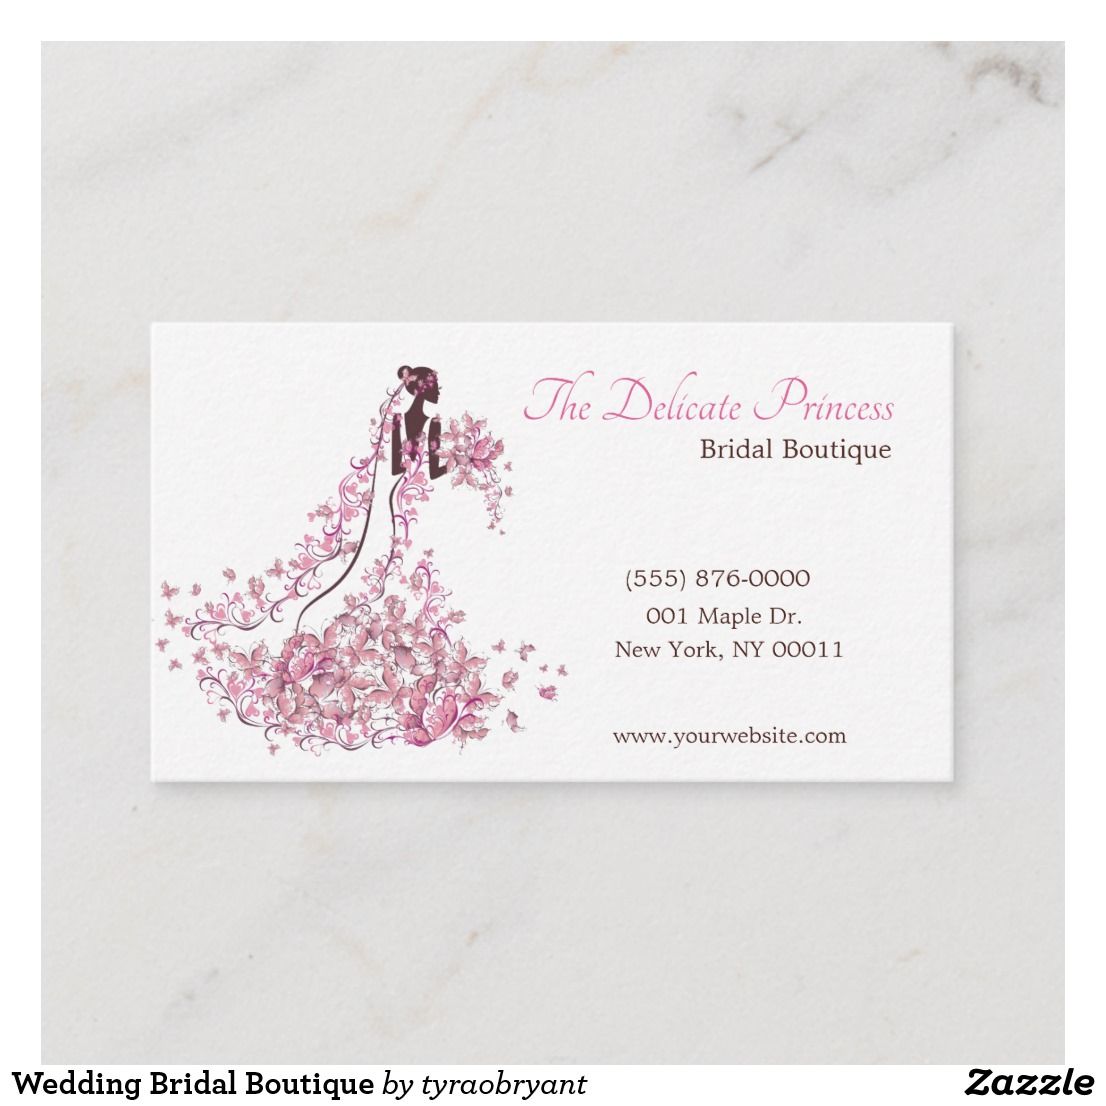 The Delicate Princess
Bridal Boutique
(555) 876-0000
001 Maple Dr.
New York, NY 00011
www.yourwebsite.com
Wedding Bridal Boutique by tyraobryant
Zazzle